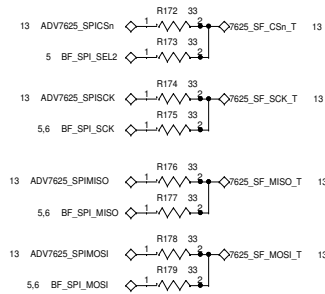 R172 33
13 ADV7625_SPICSn 1 2 7625_SF_CSn_T 13
R173 33
5 BF_SPI_SEL2 1 2
R174 33
13 ADV7625_SPISCK 1 2 7625_SF_SCK_T 13
R175 33
5,6 BF_SPI_SCK 1 2
R176 33
13 ADV7625_SPIMISO 1 2 7625_SF_MISO_T 13
R177 33
5,6 BF_SPI_MISO 1 2
R178 33
13 ADV7625_SPIMOSI 1 2 7625_SF_MOSI_T 13
R179 33
5,6 BF_SPI_MOSI 1 2